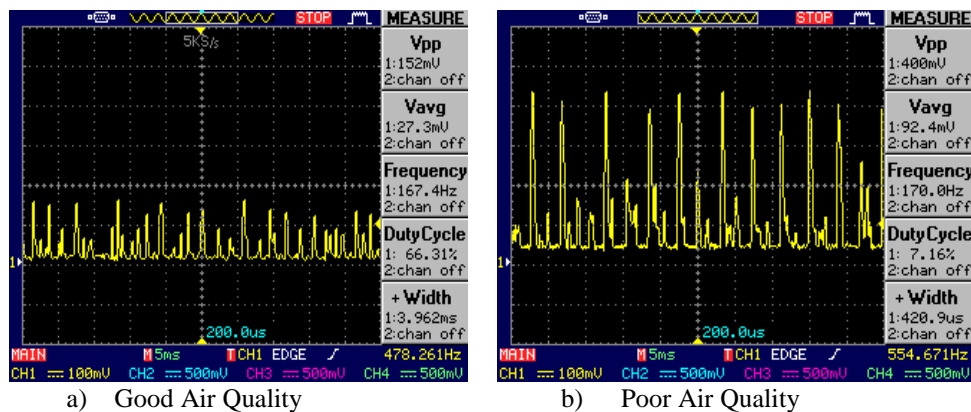 STOP MEASURE
5KS/s
Vpp
1:152mV
2:chan off
Vavg
1:27.3mV
2:chan off
Frequency
1:167.4Hz
2:chan off
DutyCycle
1: 66.31%
2:chan off
+ Width
1:3.962ms
2:chan off
1
200.0us
MAIN M 5ms T CH1 EDGE 478.261Hz
CH1 100mV CH2 500mV CH3 500mV CH4 500mV
a) Good Air Quality
STOP MEASURE
Vpp
1:400mV
2:chan off
Vavg
1:92.4mV
2:chan off
Frequency
1:170.0Hz
2:chan off
DutyCycle
1: 7.16%
2:chan off
+ Width
1:420.9us
2:chan off
1
200.0us
MAIN M 5ms T CH1 EDGE 554.671Hz
CH1 100mV CH2 500mV CH3 500mV CH4 500mV
b) Poor Air Quality